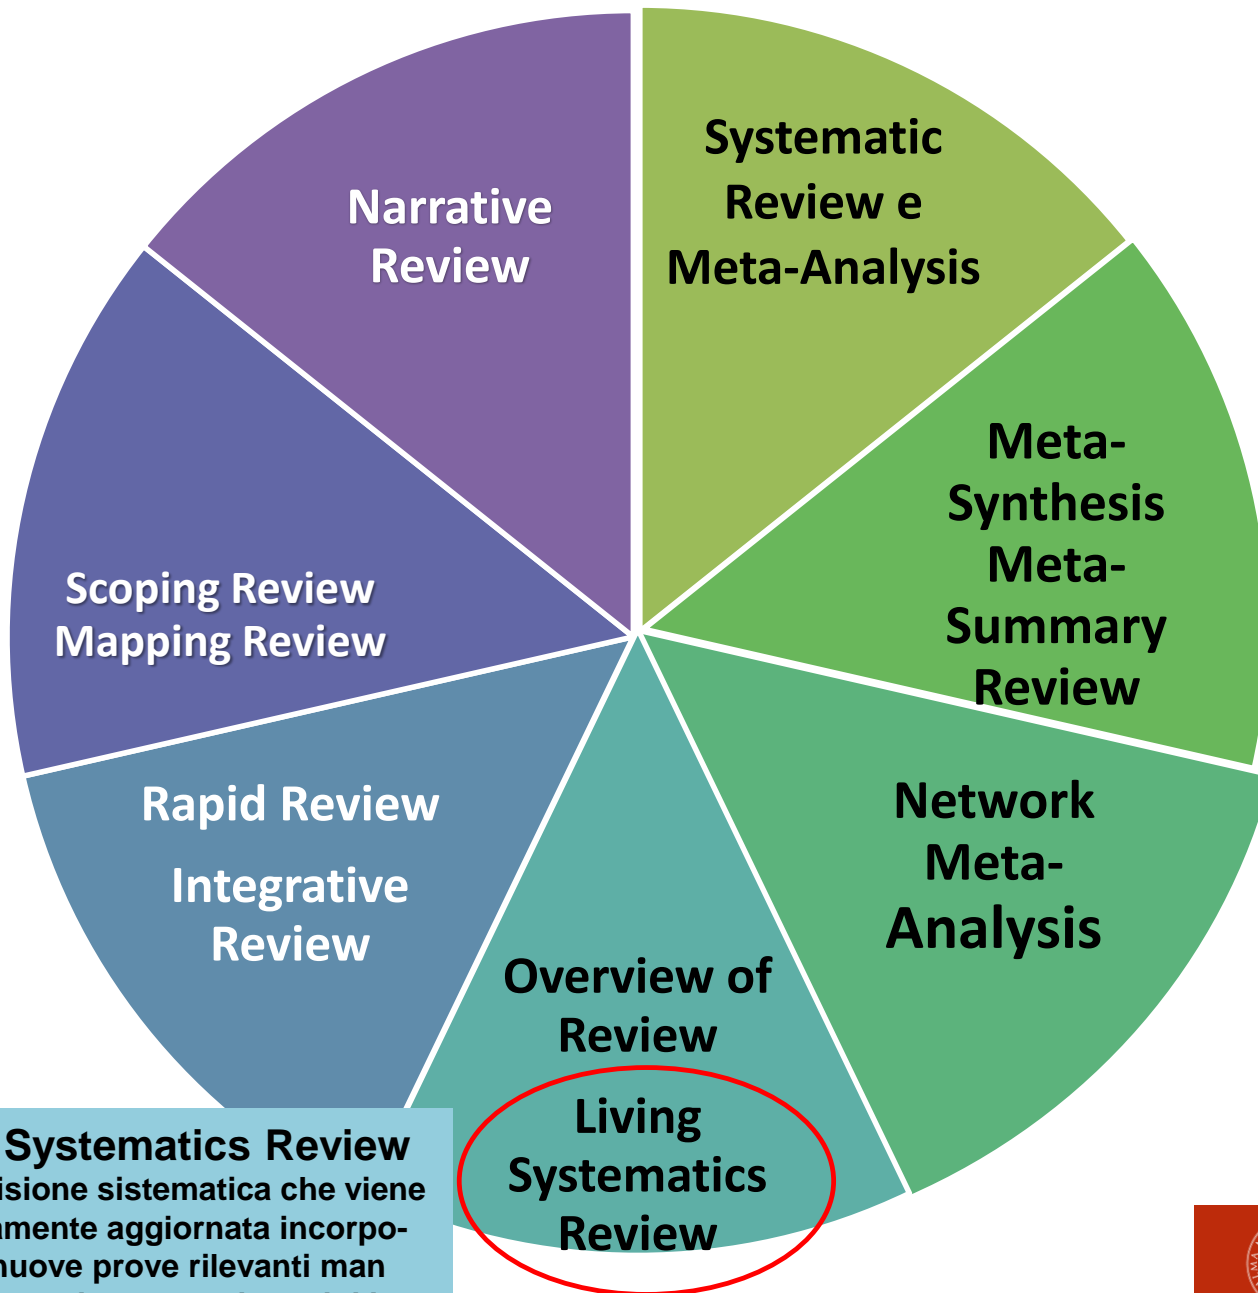 Narrative
Review
Systematic
Review e
Meta-Analysis
Meta-
Synthesis
Meta-
Summary
Review
Network
Meta-
Analysis
Overview of
Review
Living
Systematics
Review
Rapid Review
Integrative
Review
Scoping Review
Mapping Review
Systematics Review
isione sistematica che viene
amente aggiornata incorpo-
nuove prove rilevanti man